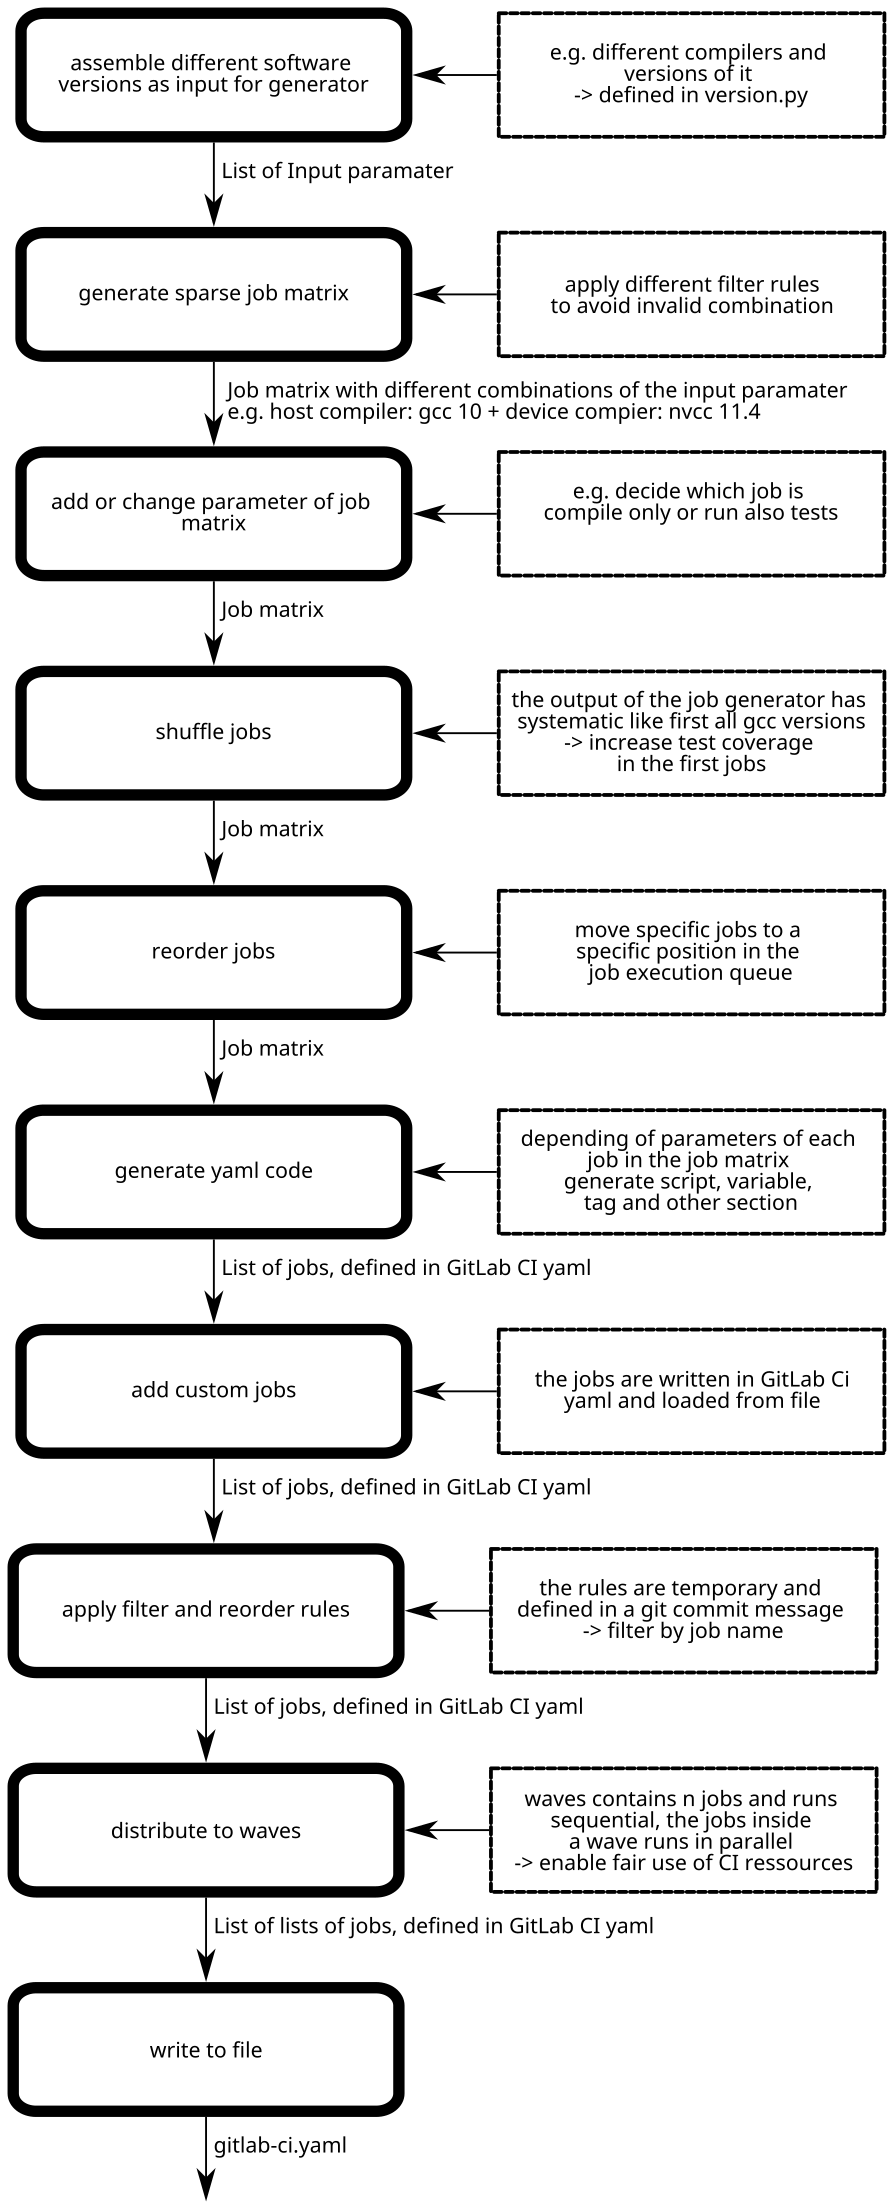 assemble different software
versions as input for generator
e.g. different compilers and
versions of it
-> defined in version.py
List of Input paramater
generate sparse job matrix
apply different filter rules
to avoid invalid combination
Job matrix with different combinations of the input paramater
e.g. host compiler: gcc 10 + device compier: nvcc 11.4
add or change parameter of job
matrix
e.g. decide which job is
compile only or run also tests
Job matrix
shuffle jobs
the output of the job generator has
systematic like first all gcc versions
-> increase test coverage
in the first jobs
Job matrix
reorder jobs
move specific jobs to a
specific position in the
job execution queue
Job matrix
generate yaml code
depending of parameters of each
job in the job matrix
generate script, variable,
tag and other section
List of jobs, defined in GitLab CI yaml
add custom jobs
the jobs are written in GitLab Ci
yaml and loaded from file
List of jobs, defined in GitLab CI yaml
apply filter and reorder rules
the rules are temporary and
defined in a git commit message
-> filter by job name
List of jobs, defined in GitLab CI yaml
distribute to waves
waves contains n jobs and runs
sequential, the jobs inside
a wave runs in parallel
-> enable fair use of CI ressources
List of lists of jobs, defined in GitLab CI yaml
write to file
gitlab-ci.yaml